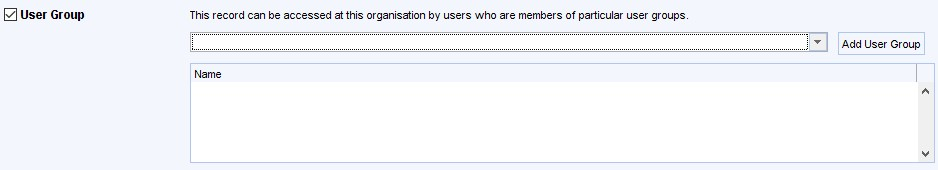 User Group
This record can be accessed at this organisation by users who are members of particular user groups.
Add User Group
Name